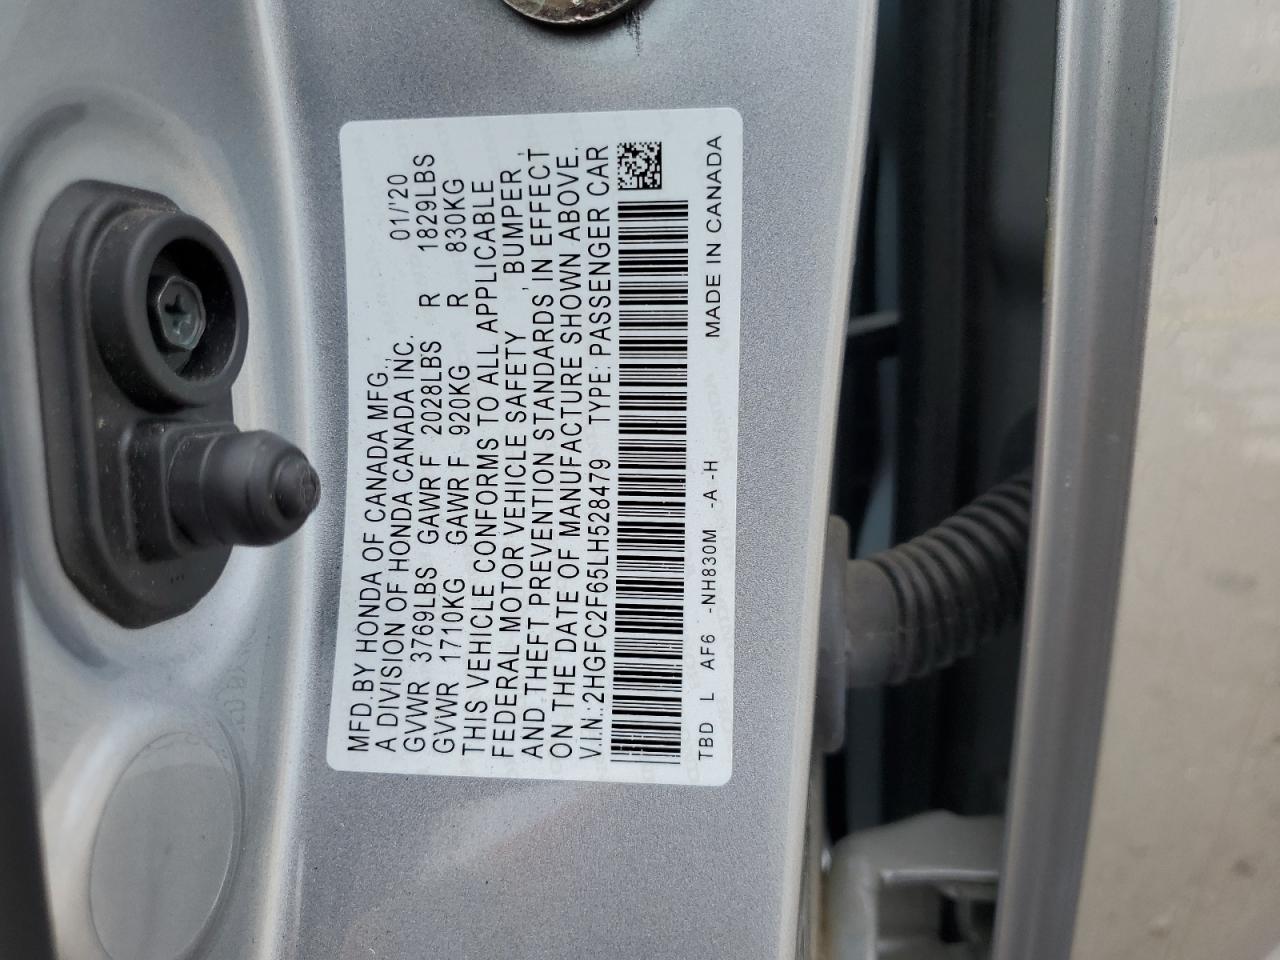 MFD.BY HONDA OF CANADA MFG., 01/'20
A DIVISION OF HONDA CANADA INC.
GVWR 3769LBS GAWR F 2028LBS R 1829LBS
GVWR 1710KG GAWR F 920KG R 830KG
THIS VEHICLE CONFORMS TO ALL APPLICABLE
FEDERAL MOTOR VEHICLE SAFETY , BUMPER ,
AND THEFT PREVENTION STANDARDS IN EFFECT
ON THE DATE OF MANUFACTURE SHOWN ABOVE.
V.I.N.:2HGFC2F65LH528479 TYPE: PASSENGER CAR
TBD L AF6 -NH830M -A -H MADE IN CANADA